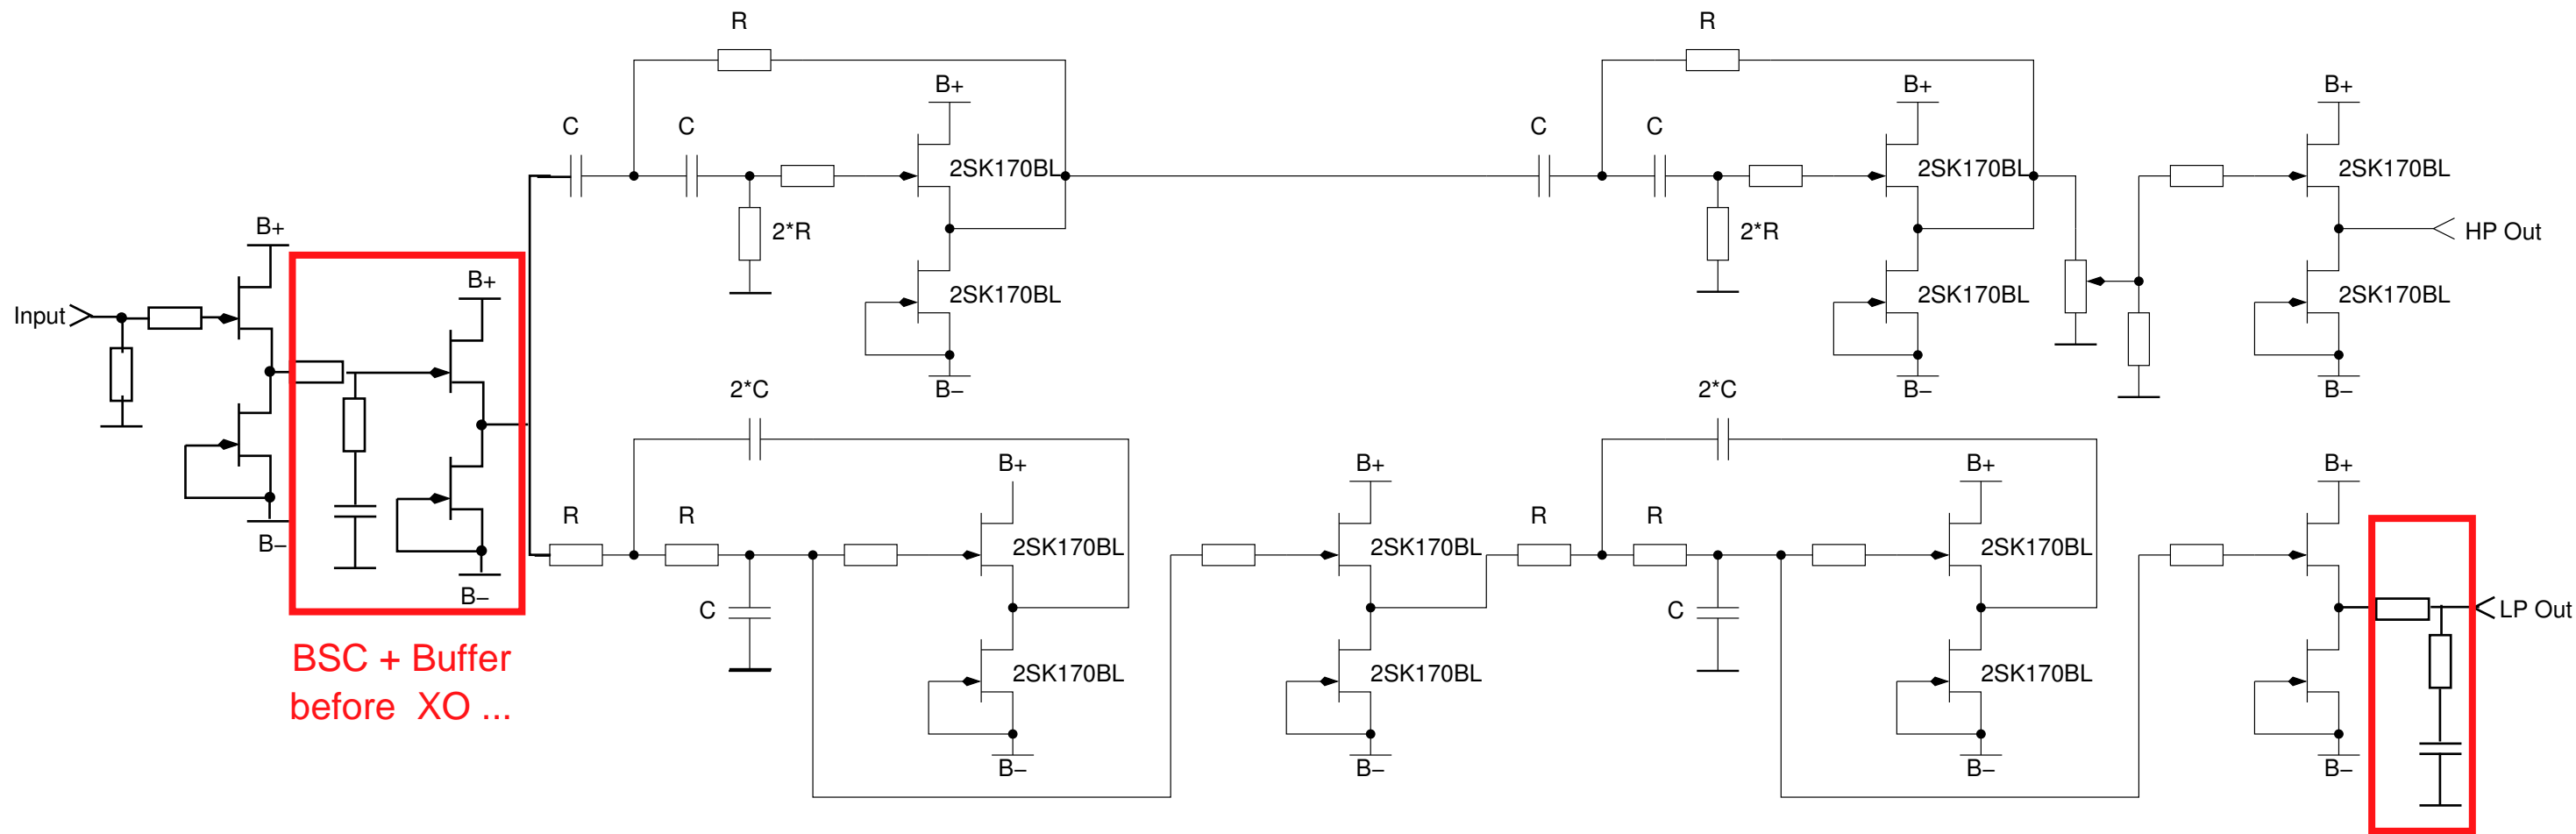 R
R
B+
B+
B+
C
C
C
C
2SK170BL
2SK170BL
2SK170BL
B+
2*R
2*R
HP Out
B+
Input
2SK170BL
2SK170BL
2SK170BL
2*C
B−
2*C
B−
B−
B+
B+
B+
B+
R
R
R
R
B−
2SK170BL
2SK170BL
2SK170BL
B−
C
C
LP Out
BSC + Buffer
before XO ...
2SK170BL
2SK170BL
2SK170BL
B−
B−
B−
B−